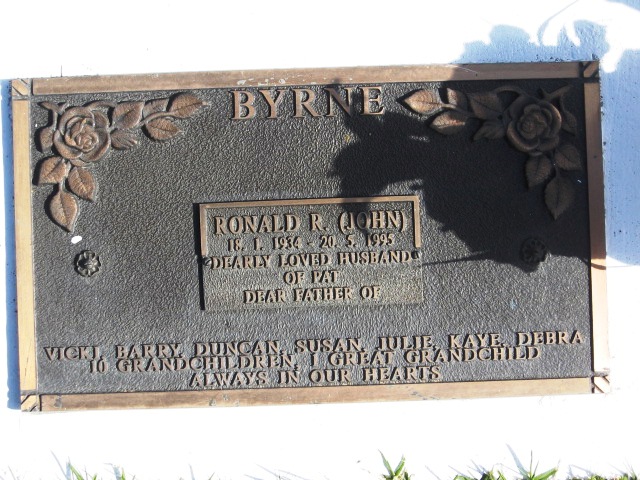 BYRNE
RONALD R. (JOHN)
18. 1. 1934 - 20. 5. 1995
DEARLY LOVED HUSBAND
OF PAT
DEAR FATHER OF
VICKI, BARRY, DUNCAN, SUSAN, JULIE, KAYE, DEBRA
10 GRANDCHILDREN, 1 GREAT GRANDCHILD
ALWAYS IN OUR HEARTS